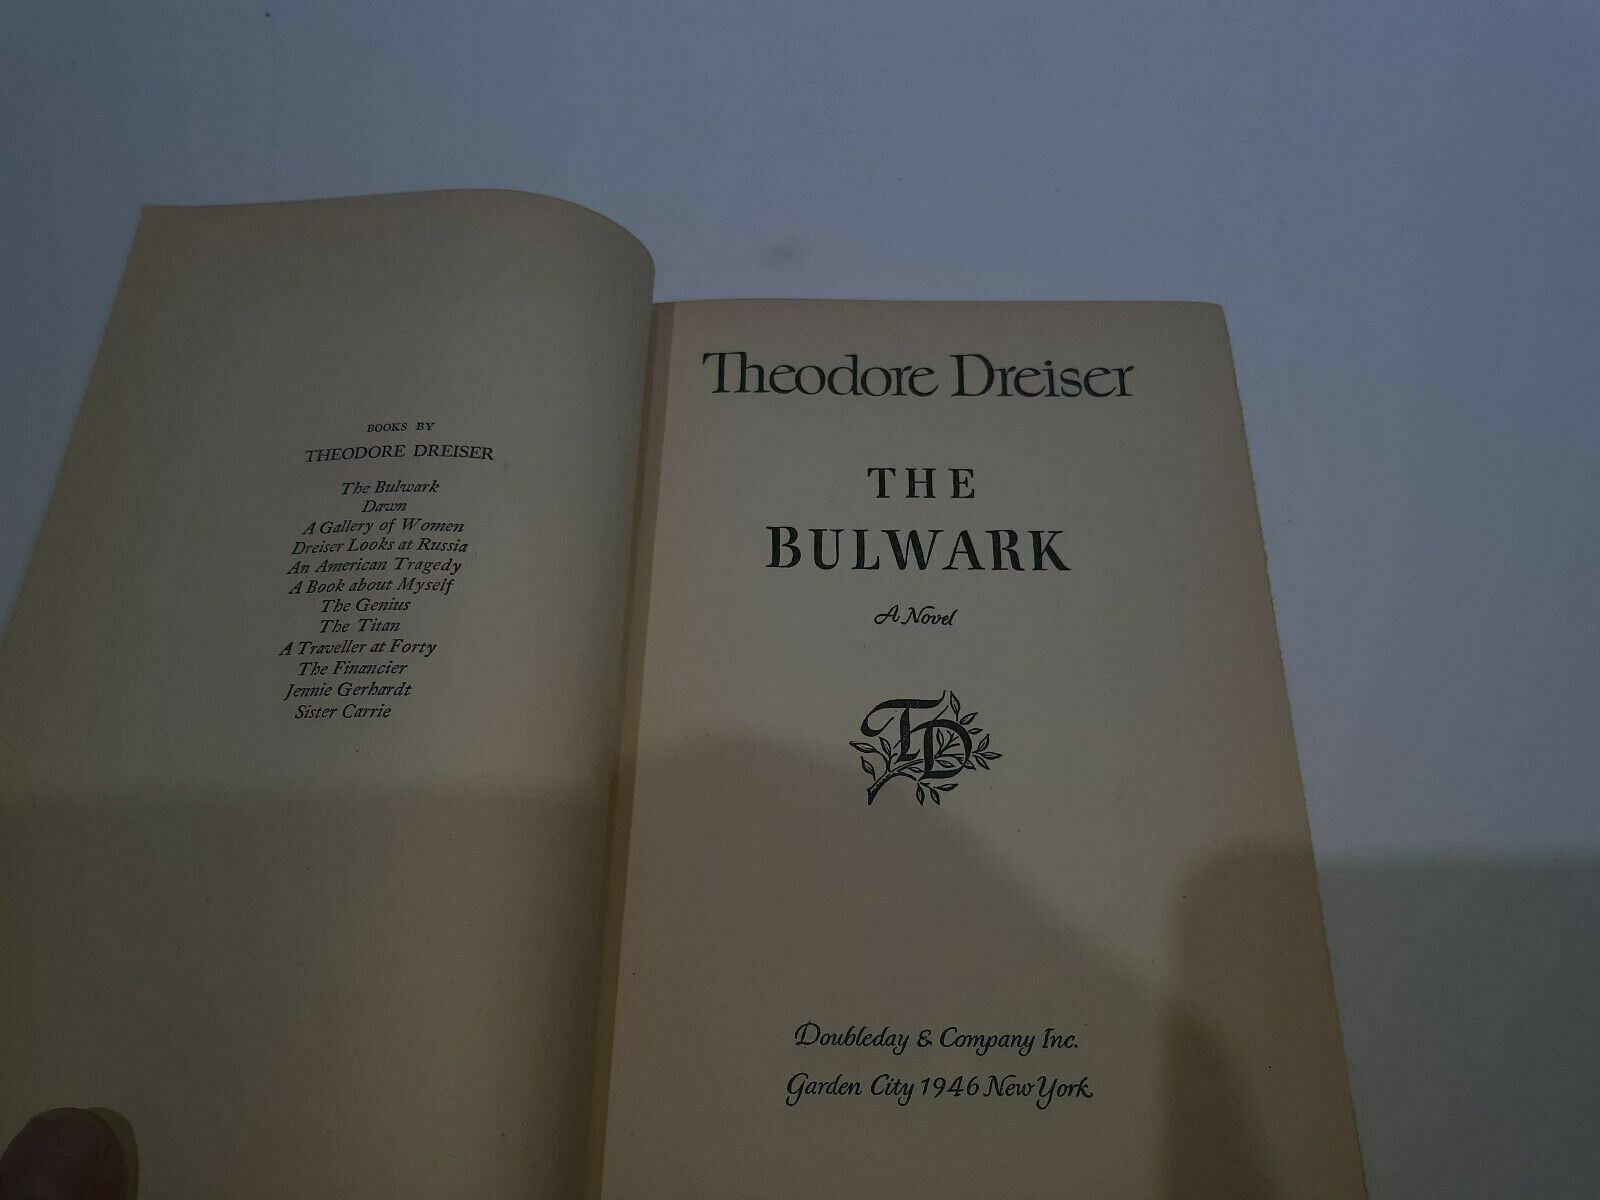 BOOKS BY
THEODORE DREISER
The Bulwark
Dawn
A Gallery of Women
Dreiser Looks at Russia
An American Tragedy
A Book about Myself
The Genius
The Titan
A Traveller at Forty
The Financier
Jennie Gerhardt
Sister Carrie
Theodore Dreiser
THE
BULWARK
A Novel
TD
Doubleday & Company Inc.
Garden City 1946 New York